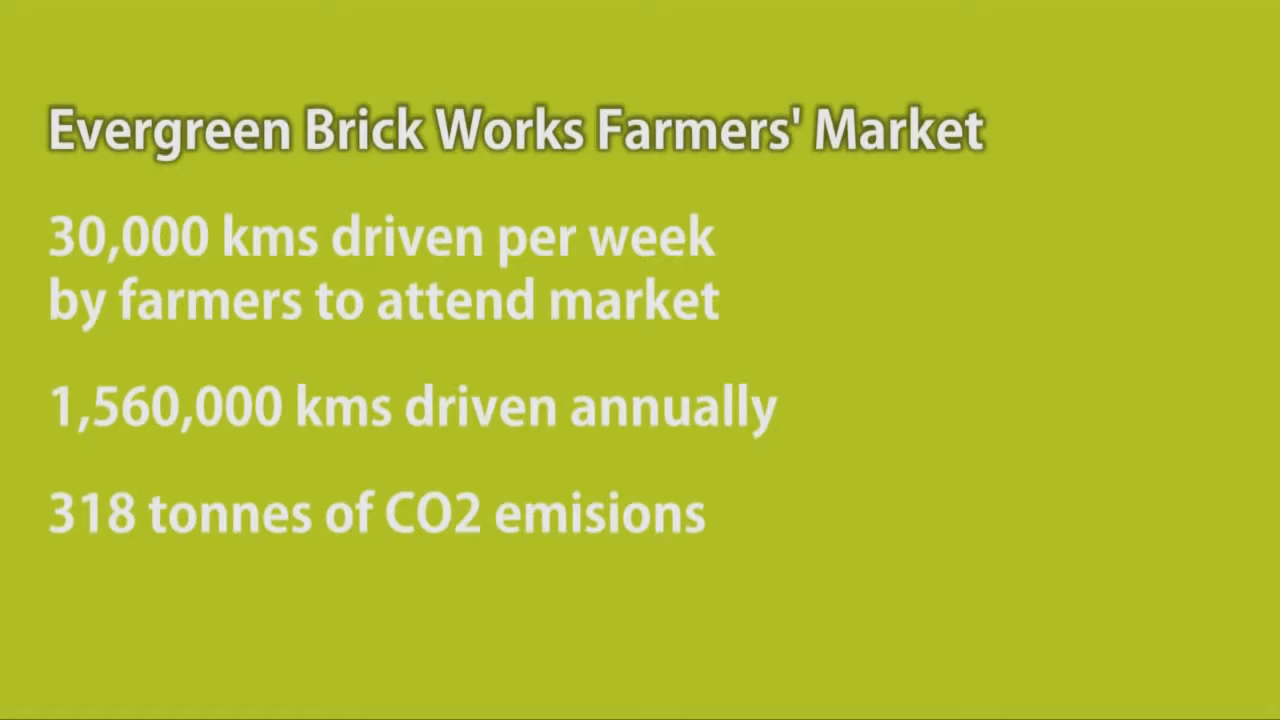 Evergreen Brick Works Farmers' Market
30,000 kms driven per week
by farmers to attend market
1,560,000 kms driven annually
318 tonnes of CO2 emisions